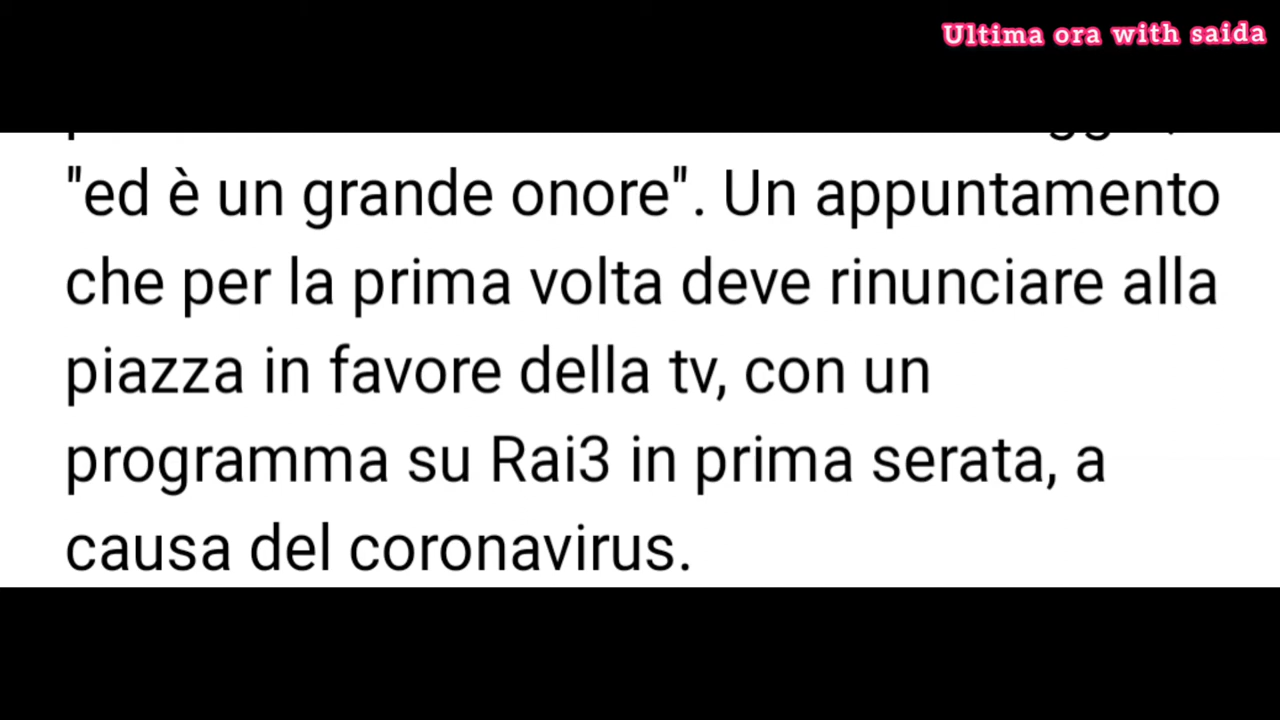 Ultima ora with saida
"ed è un grande onore". Un appuntamento
che per la prima volta deve rinunciare alla
piazza in favore della tv, con un
programma su Rai3 in prima serata, a
causa del coronavirus.